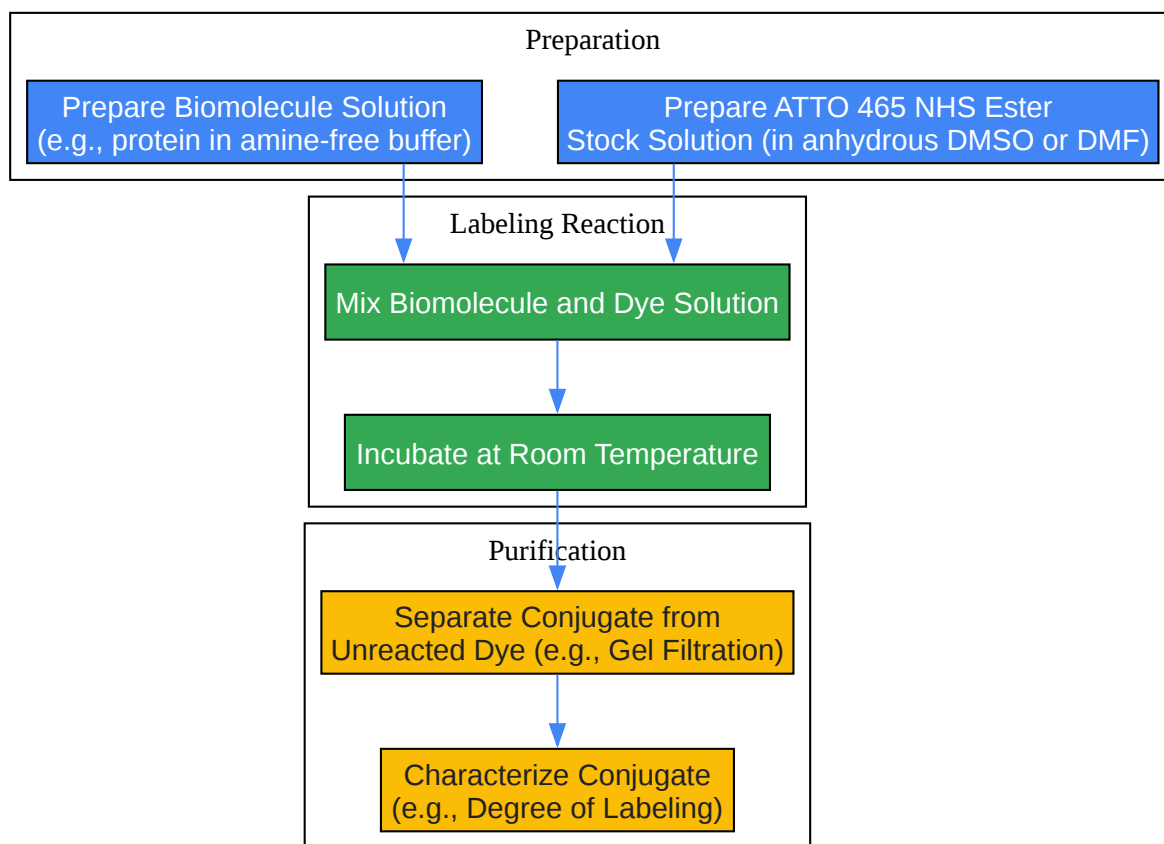 Preparation
Prepare Biomolecule Solution
(e.g., protein in amine-free buffer)
Prepare ATTO 465 NHS Ester
Stock Solution (in anhydrous DMSO or DMF)
Labeling Reaction
Mix Biomolecule and Dye Solution
Incubate at Room Temperature
Purification
Separate Conjugate from
Unreacted Dye (e.g., Gel Filtration)
Characterize Conjugate
(e.g., Degree of Labeling)